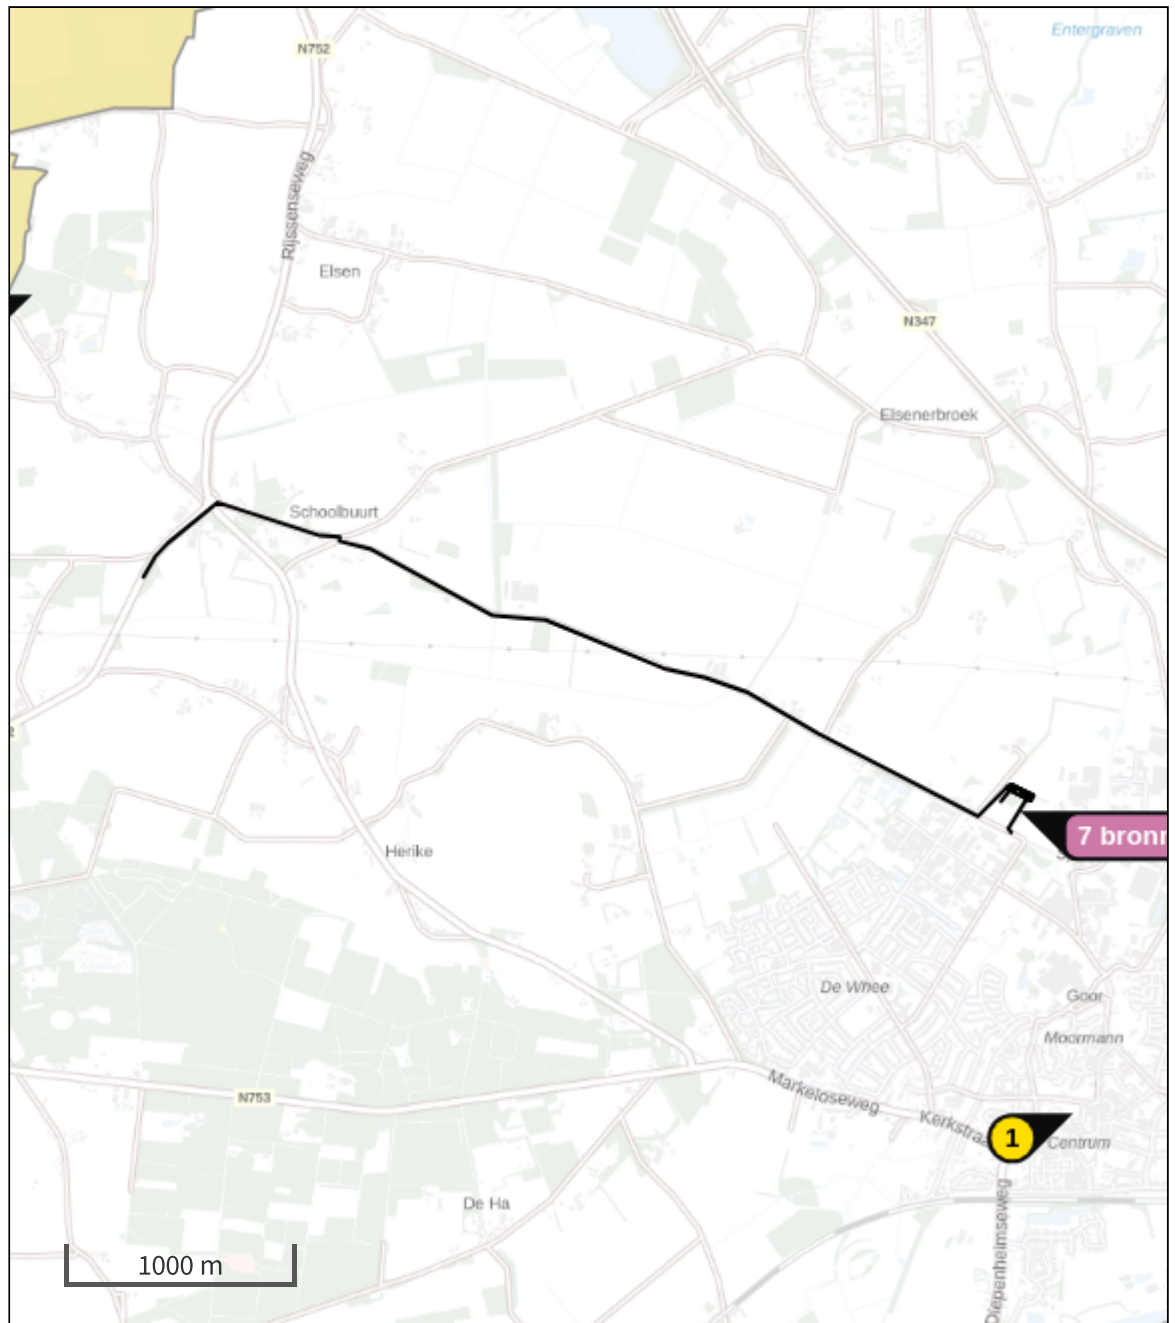 Entergraven
N752
Rijssenseweg
Elsen
N347
Elsenerbroek
Schoolbuurt
7 bronn
Herike
De Whee
Goor
Moormann
Markeloseweg
N753
Kerkstraa
1
Centrum
De Ha
Diepenheimseweg
1000 m